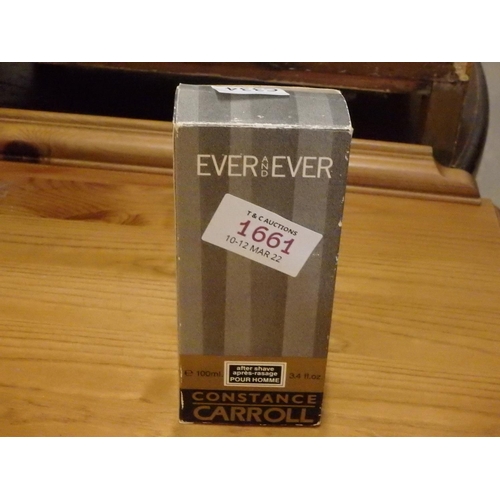 6334
EVER AND EVER
T & C AUCTIONS
1661
10-12 MAR 22
after shave
℮ 100ml. après-rasage 3,4 fl.oz
POUR HOMME
CONSTANCE
CARROLL